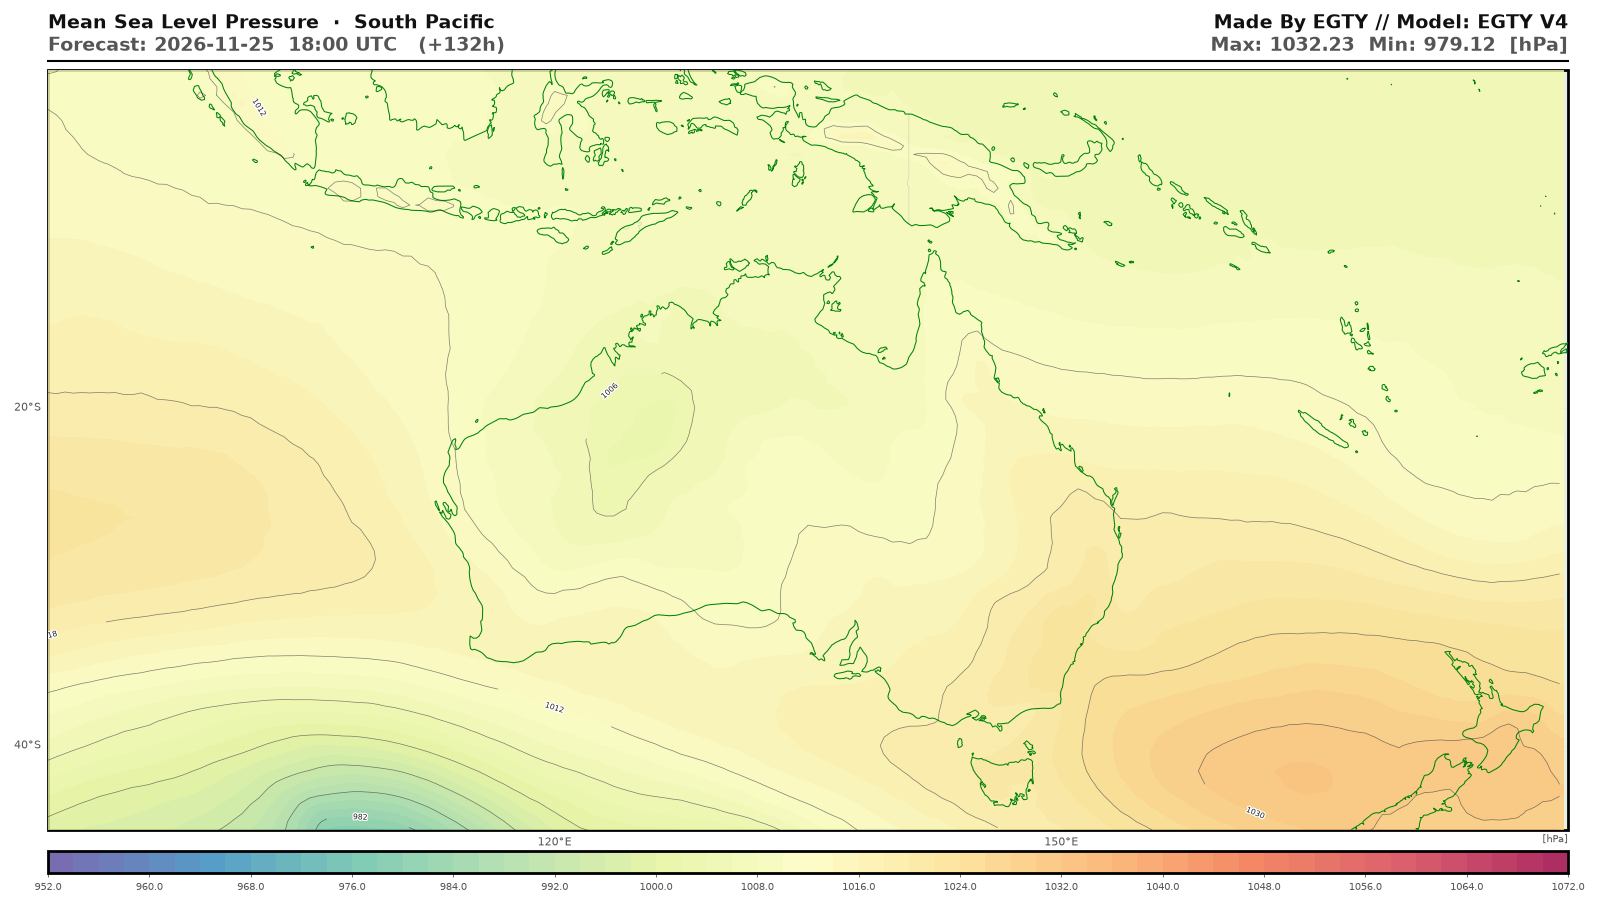 Mean Sea Level Pressure · South Pacific
Made By EGTY // Model: EGTY V4
Forecast: 2026-11-25 18:00 UTC (+132h)
Max: 1032.23 Min: 979.12 [hPa]
1012
1006
20°S
18
1012
40°S
1030
982
120°E
150°E
[hPa]
952.0 960.0 968.0 976.0 984.0 992.0 1000.0 1008.0 1016.0 1024.0 1032.0 1040.0 1048.0 1056.0 1064.0 1072.0